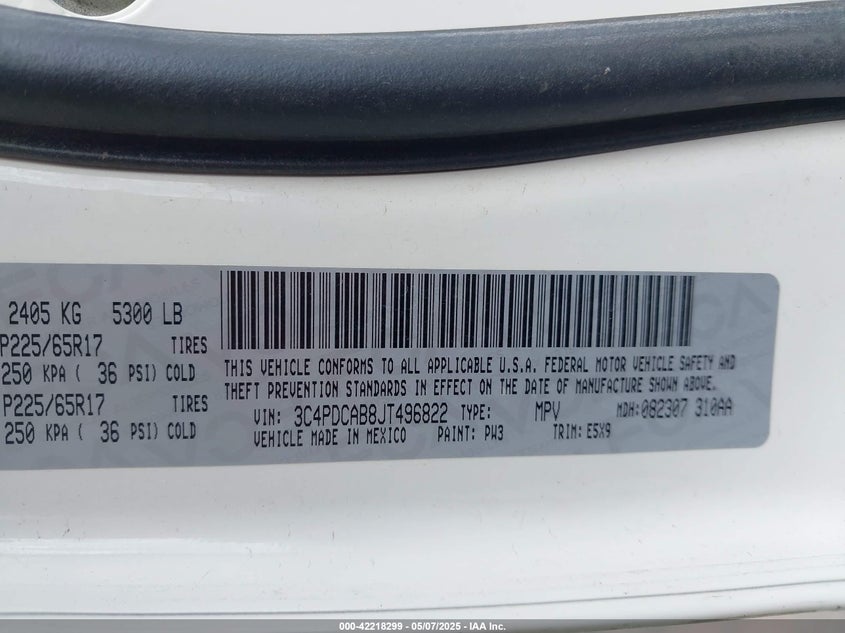 2405 KG 5300 LB
P225/65R17 TIRES
250 KPA ( 36 PSI) COLD
P225/65R17 TIRES
250 KPA ( 36 PSI) COLD
THIS VEHICLE CONFORMS TO ALL APPLICABLE U.S.A. FEDERAL MOTOR VEHICLE SAFETY AND
THEFT PREVENTION STANDARDS IN EFFECT ON THE DATE OF MANUFACTURE SHOWN ABOVE.
VIN: 3C4PDCAB8JT496822 TYPE: MPV MDH:082307 310AA
VEHICLE MADE IN MEXICO PAINT: PW3 TRIM: E5X9
000-42218299 - 05/07/2025 - IAA Inc.